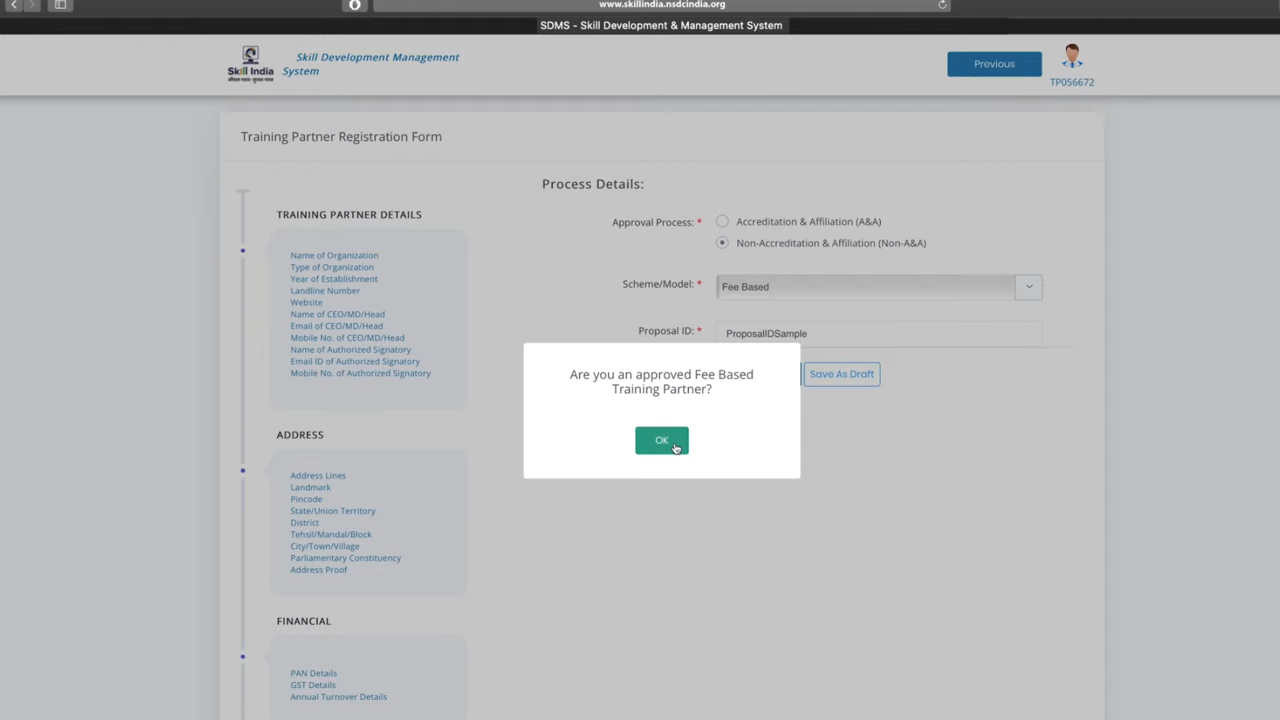 www.skillindia.nsdcindia.org
SDMS - Skill Development & Management System
Skill India
Skill Development Management
System
Previous
TP056672
Training Partner Registration Form
Process Details:
TRAINING PARTNER DETAILS
Name of Organization
Type of Organization
Year of Establishment
Landline Number
Website
Name of CEO/MD/Head
Email of CEO/MD/Head
Mobile No. of CEO/MD/Head
Name of Authorized Signatory
Email ID of Authorized Signatory
Mobile No. of Authorized Signatory
Approval Process: *
Accreditation & Affiliation (A&A)
Non-Accreditation & Affiliation (Non-A&A)
Scheme/Model: *
Fee Based
Proposal ID: *
ProposalIDSample
Save As Draft
Are you an approved Fee Based
Training Partner?
OK
ADDRESS
Address Lines
Landmark
Pincode
State/Union Territory
District
Tehsil/Mandal/Block
City/Town/Village
Parliamentary Constituency
Address Proof
FINANCIAL
PAN Details
GST Details
Annual Turnover Details